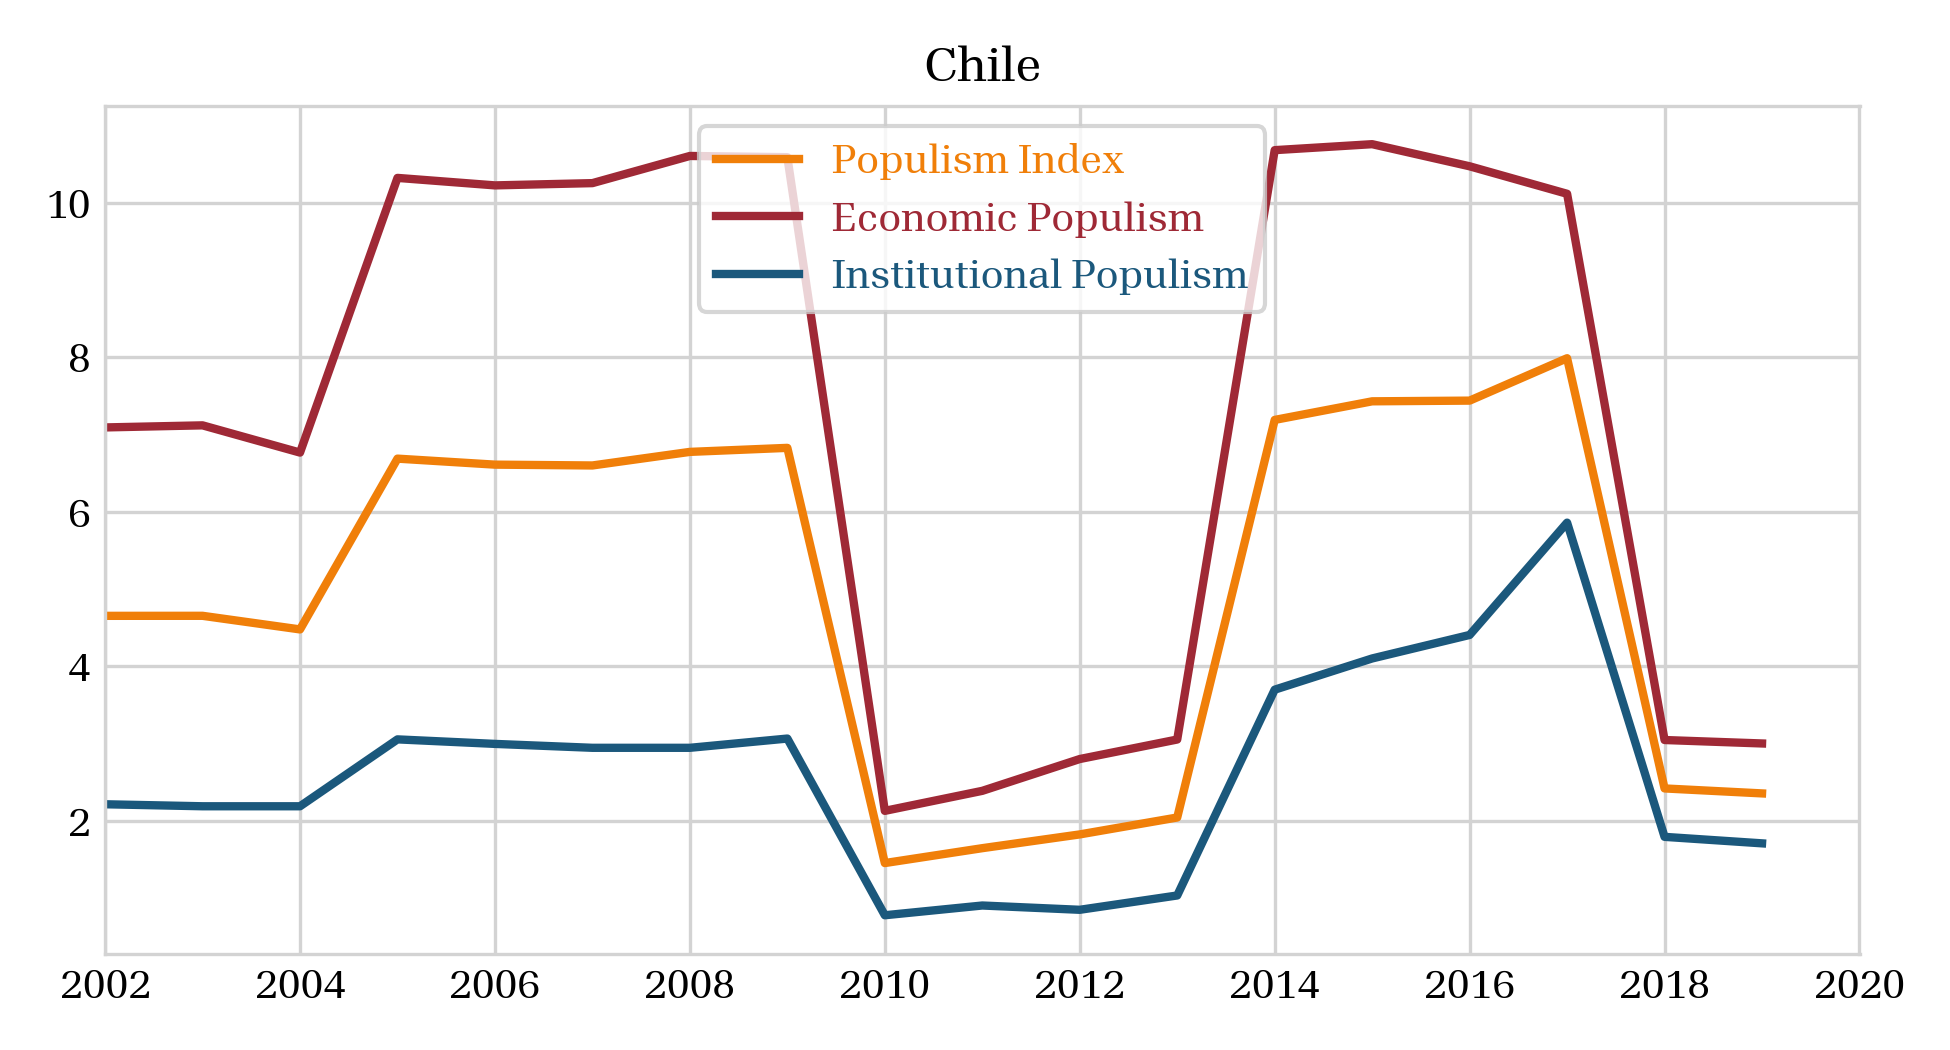 Chile
Populism Index
Economic Populism
Institutional Populism
10
8
6
4
2
2002 2004 2006 2008 2010 2012 2014 2016 2018 2020